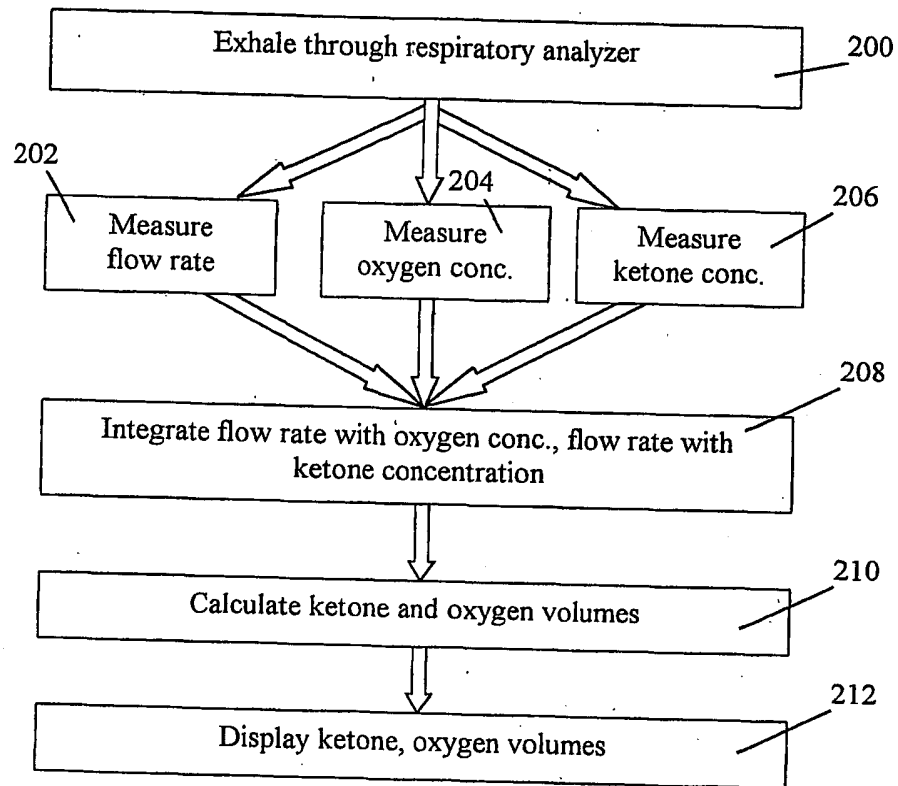 Exhale through respiratory analyzer
200
202
204
206
Measure
flow rate
Measure
oxygen conc.
Measure
ketone conc.
208
Integrate flow rate with oxygen conc., flow rate with
ketone concentration
210
Calculate ketone and oxygen volumes
212
Display ketone, oxygen volumes